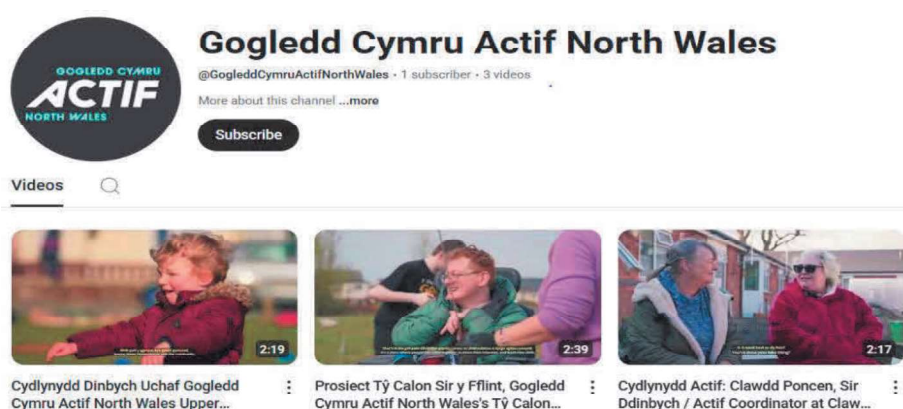 GOGLEDD CYMRU
ACTIF
NORTH WALES
Gogledd Cymru Actif North Wales
@GogleddCymruActifNorthWales · 1 subscriber · 3 videos
More about this channel ...more
Subscribe
Videos
2:19
2:39
2:17
Cydlynydd Dinbych Uchaf Gogledd
Cymru Actif North Wales Upper...
Prosiect Tŷ Calon Sir y Fflint, Gogledd
Cymru Actif North Wales's Tŷ Calon...
Cydlynydd Actif: Clawdd Poncen, Sir
Ddinbych / Actif Coordinator at Claw...